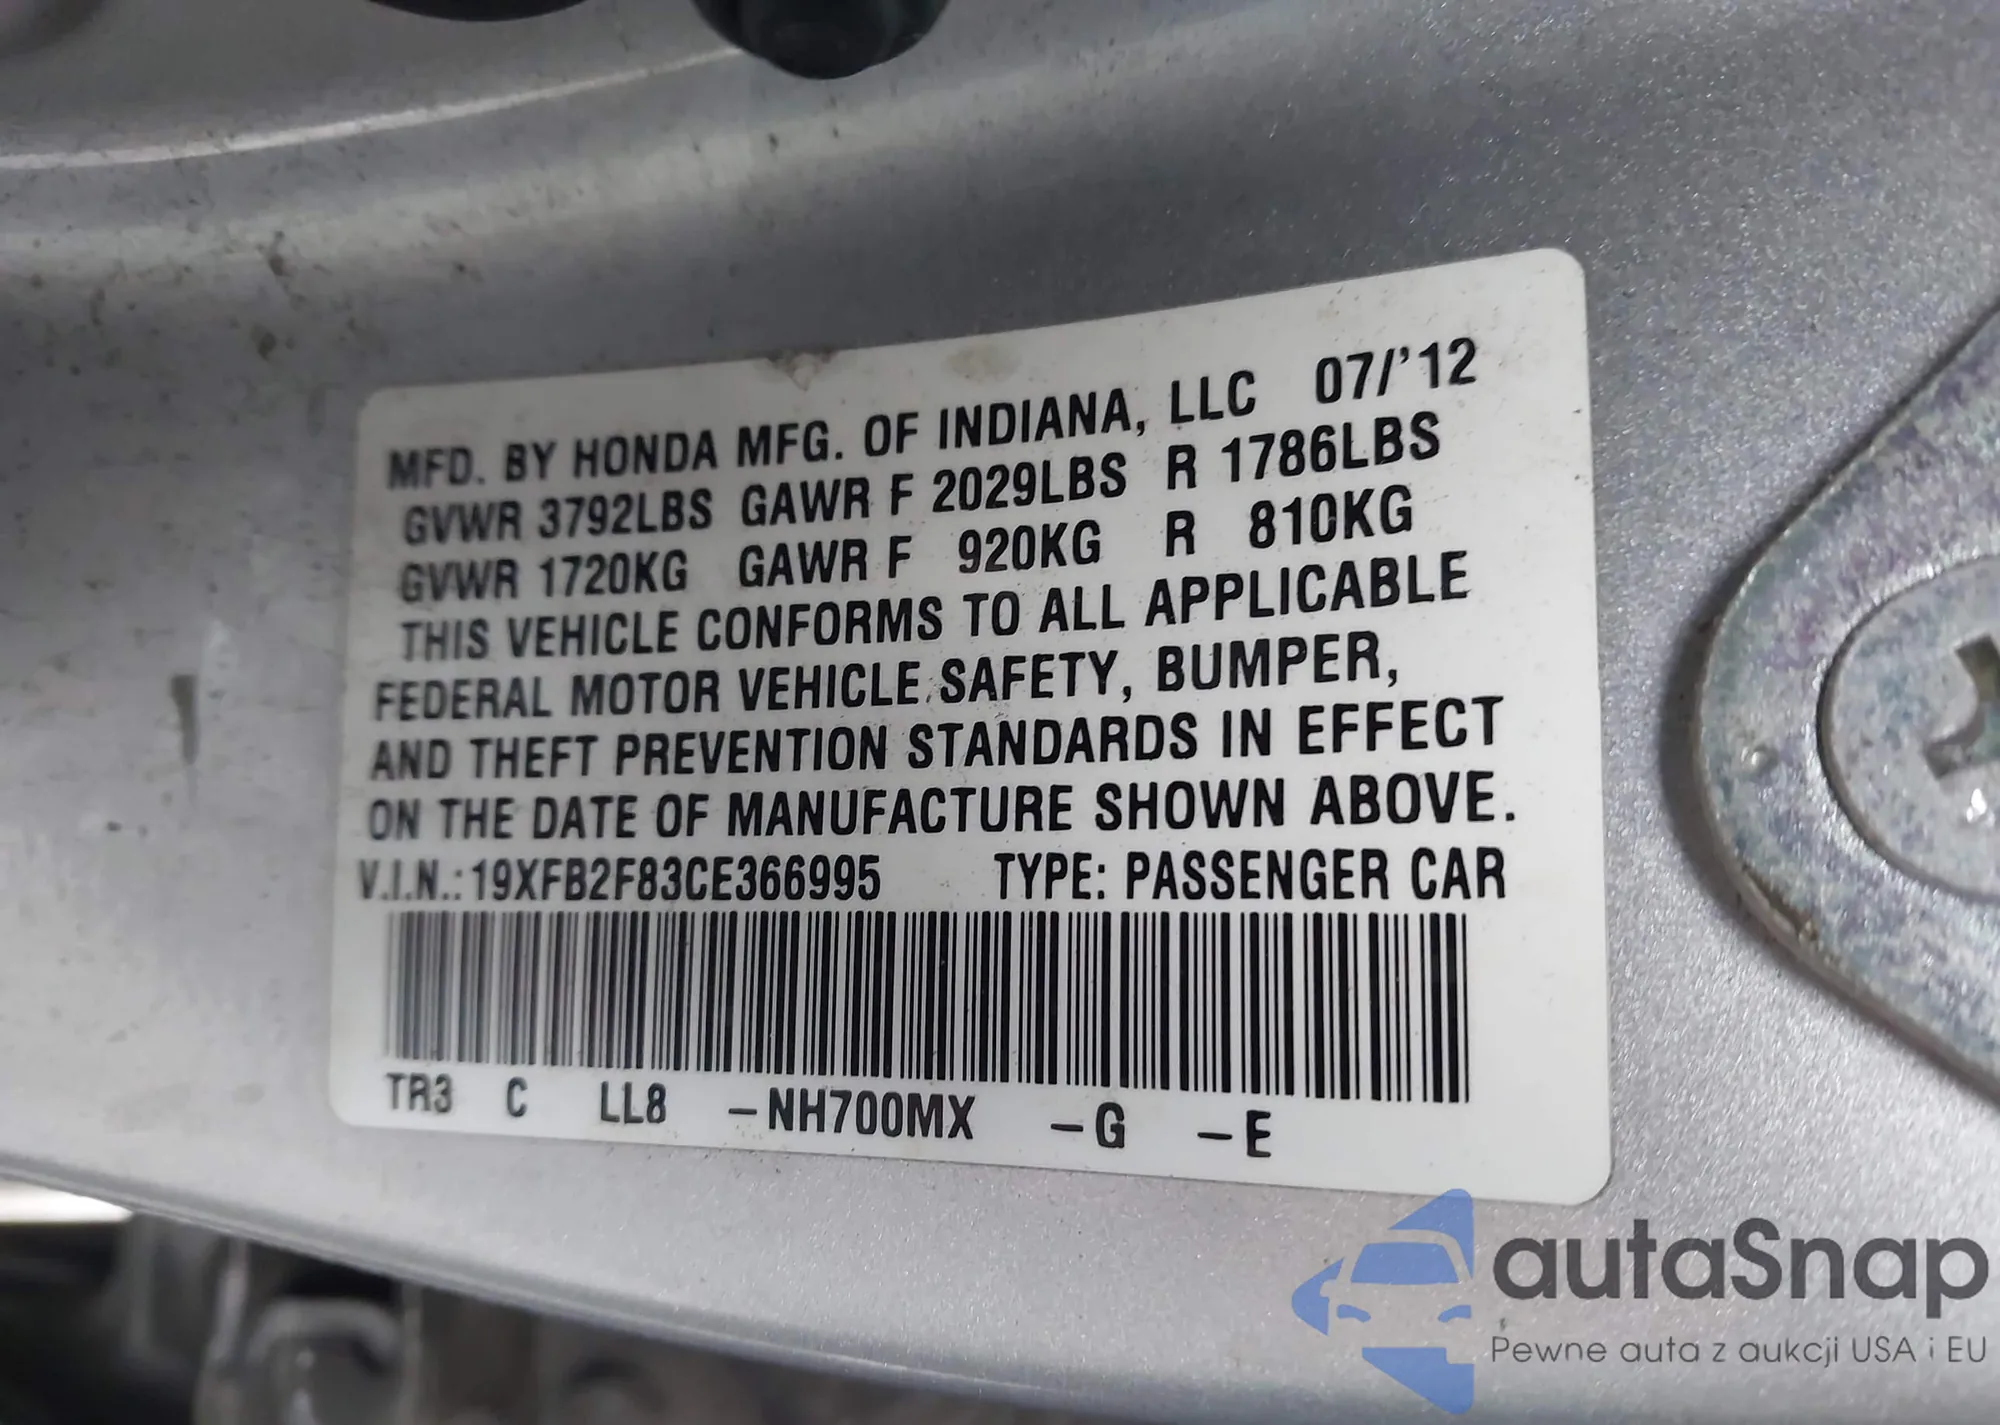 MFD. BY HONDA MFG. OF INDIANA, LLC 07/'12
GVWR 3792LBS GAWR F 2029LBS R 1786LBS
GVWR 1720KG GAWR F 920KG R 810KG
THIS VEHICLE CONFORMS TO ALL APPLICABLE
FEDERAL MOTOR VEHICLE SAFETY, BUMPER,
AND THEFT PREVENTION STANDARDS IN EFFECT
ON THE DATE OF MANUFACTURE SHOWN ABOVE.
V.I.N.:19XFB2F83CE366995 TYPE: PASSENGER CAR
TR3 C LL8 –NH700MX –G –E
autaSnap
Pewne auta z aukcji USA i EU